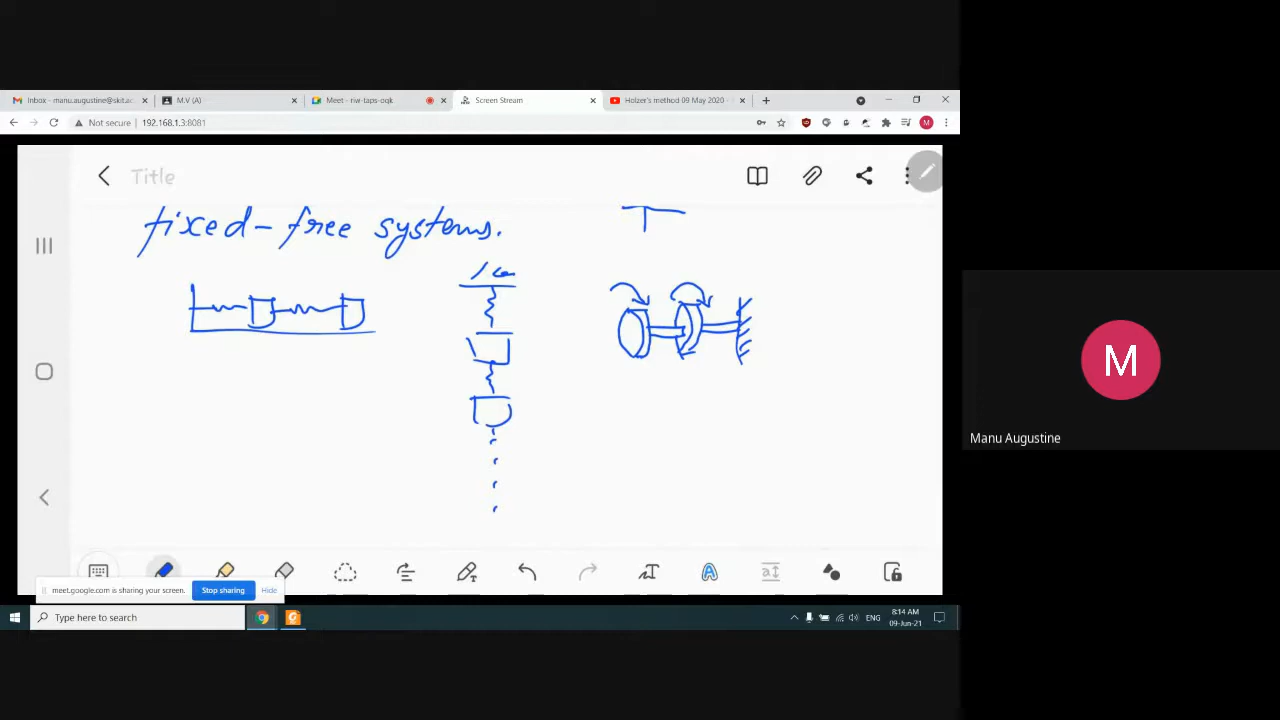 Inbox - manu.augustine@skit.ac
M.V (A)
Meet - riw-taps-oqk
Screen Stream
Holzer's method 09 May 2020 -
Not secure
192.168.1.3:8081
Title
fixed-free systems.
M
Manu Augustine
meet.google.com is sharing your screen.
Stop sharing
Hide
Type here to search
ENG
8:14 AM
09-Jun-21